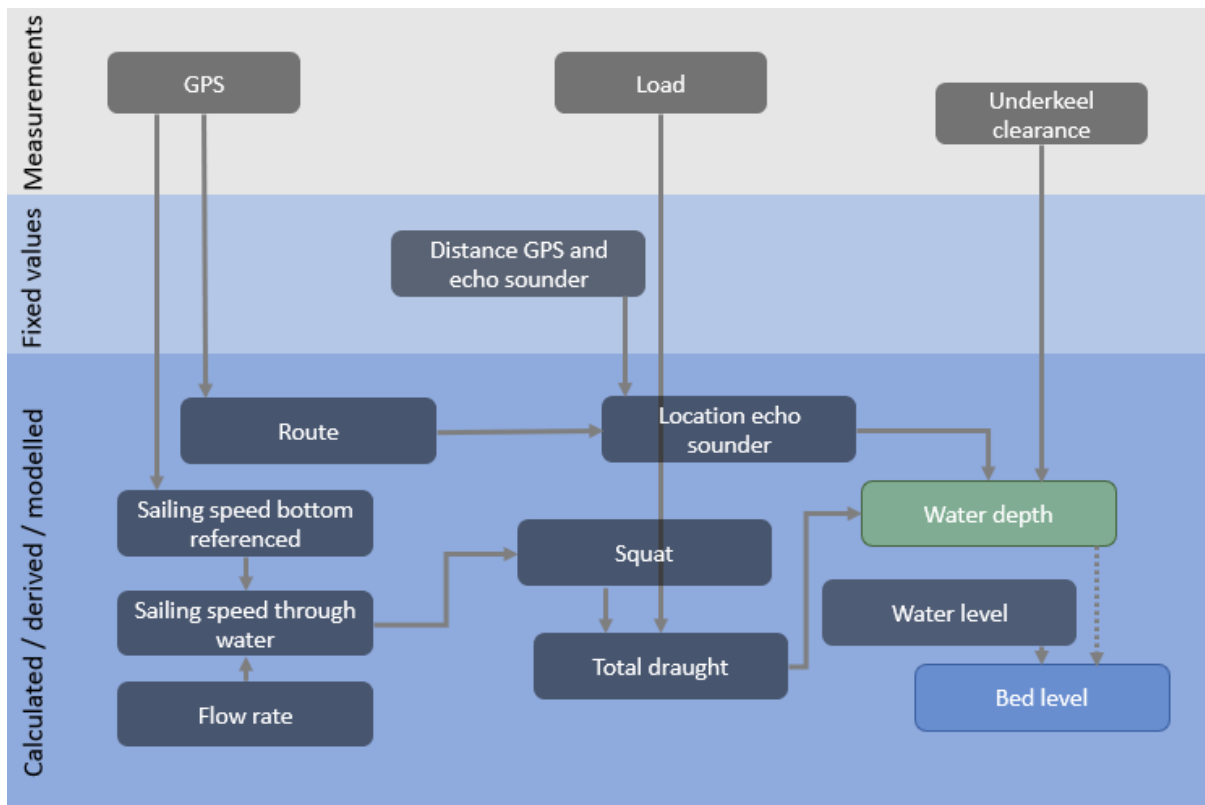 Measurements
GPS
Load
Underkeel
clearance
Fixed values
Distance GPS and
echo sounder
Calculated / derived / modelled
Route
Location echo
sounder
Sailing speed bottom
referenced
Water depth
Squat
Sailing speed through
water
Water level
Total draught
Flow rate
Bed level